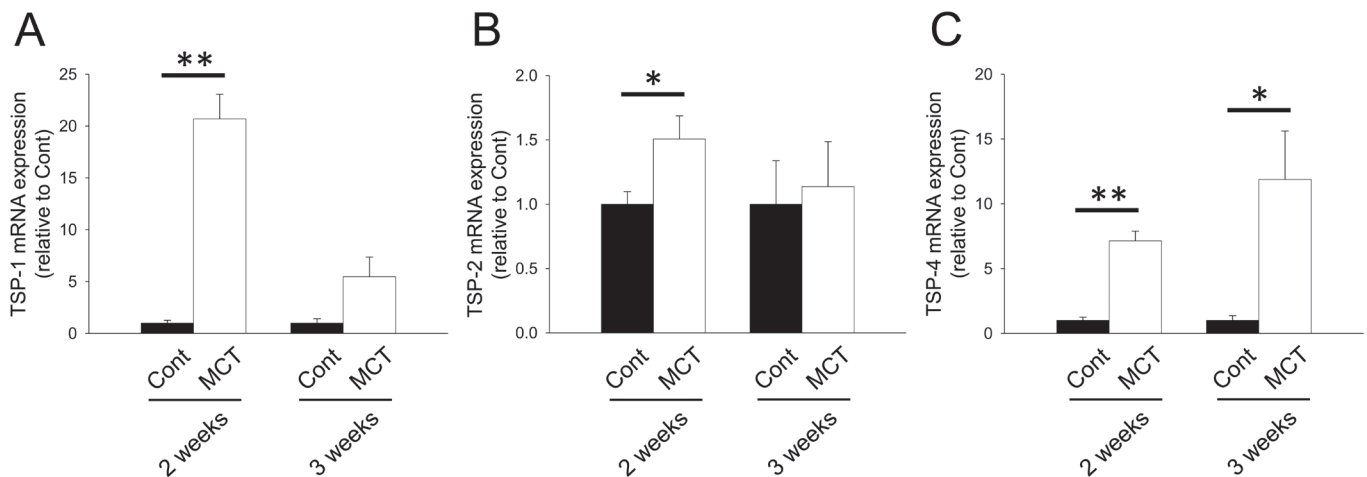 A
TSP-1 mRNA expression
(relative to Cont)
25
20
15
10
5
0
**
Cont
MCT
Cont
MCT
2 weeks
3 weeks
B
TSP-2 mRNA expression
(relative to Cont)
2.0
1.5
1.0
0.5
0.0
*
Cont
MCT
Cont
MCT
2 weeks
3 weeks
C
TSP-4 mRNA expression
(relative to Cont)
20
15
10
5
0
**
*
Cont
MCT
Cont
MCT
2 weeks
3 weeks